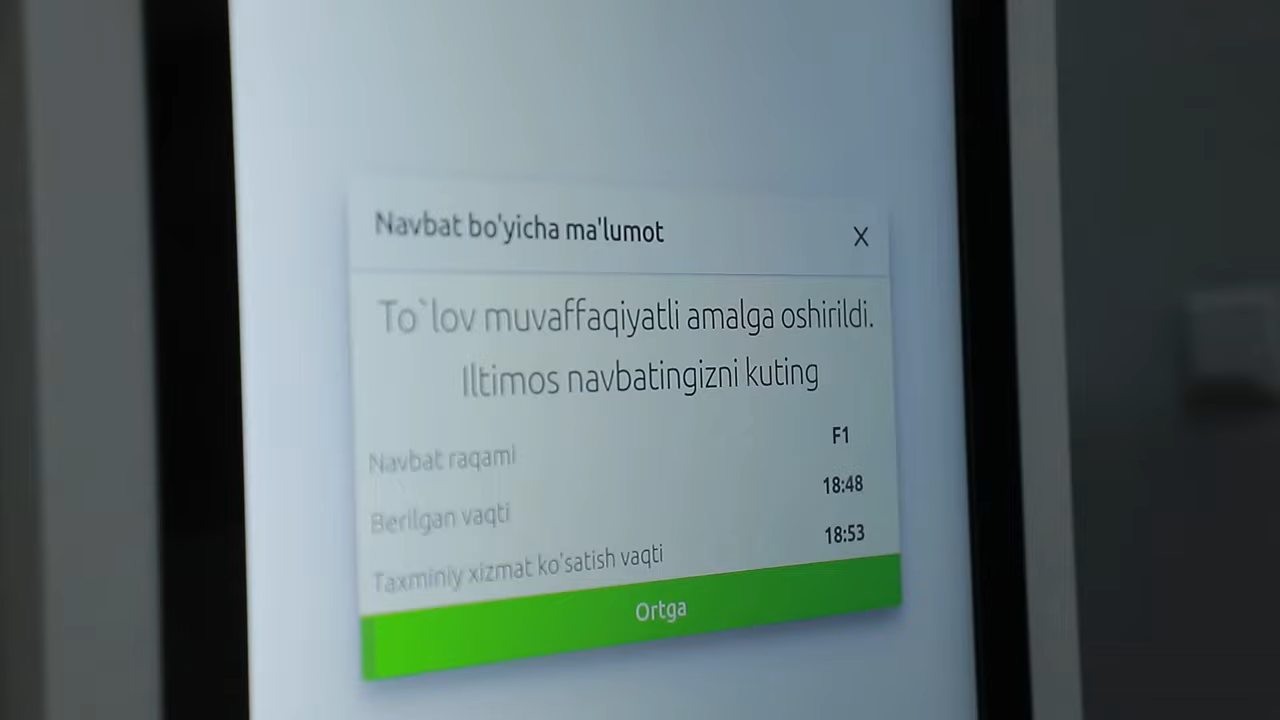 Navbat bo'yicha ma'lumot X
To`lov muvaffaqiyatli amalga oshirildi.
Iltimos navbatingizni kuting
Navbat raqami F1
Berilgan vaqti 18:48
Taxminiy xizmat ko'satish vaqti 18:53
Ortga